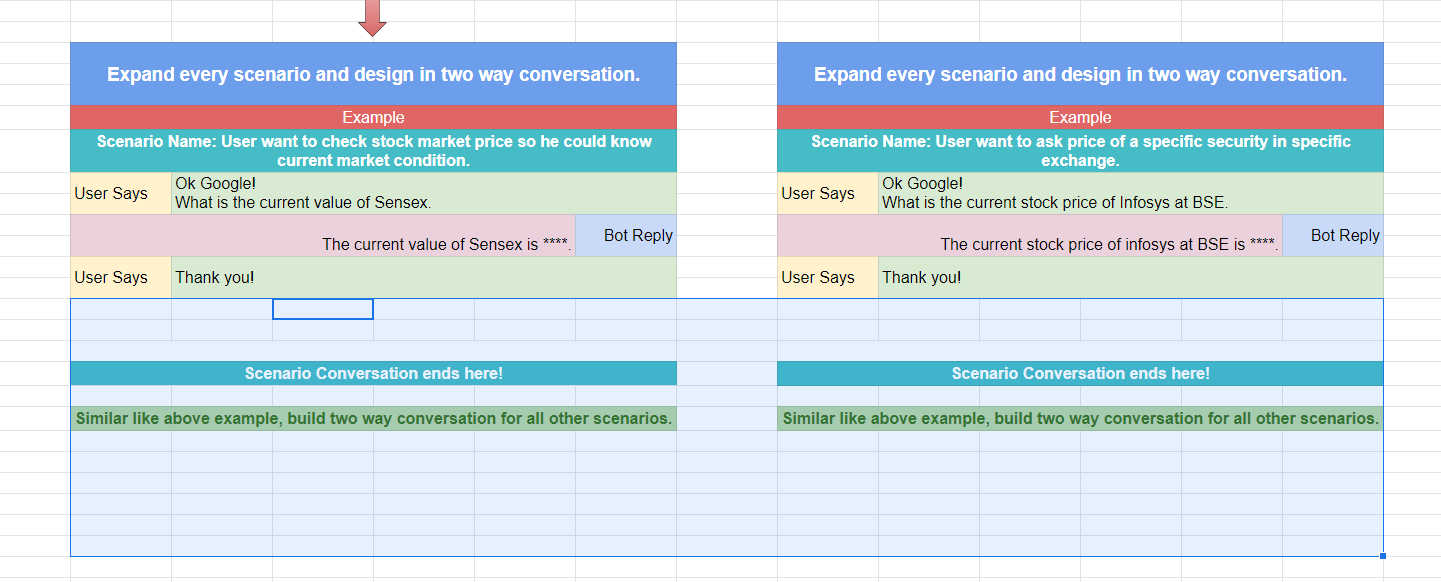 Expand every scenario and design in two way conversation.
Example
Scenario Name: User want to check stock market price so he could know
current market condition.
User Says
Ok Google!
What is the current value of Sensex.
The current value of Sensex is ****.
Bot Reply
User Says
Thank you!
Scenario Conversation ends here!
Similar like above example, build two way conversation for all other scenarios.
Expand every scenario and design in two way conversation.
Example
Scenario Name: User want to ask price of a specific security in specific
exchange.
User Says
Ok Google!
What is the current stock price of Infosys at BSE.
The current stock price of infosys at BSE is ****.
Bot Reply
User Says
Thank you!
Scenario Conversation ends here!
Similar like above example, build two way conversation for all other scenarios.